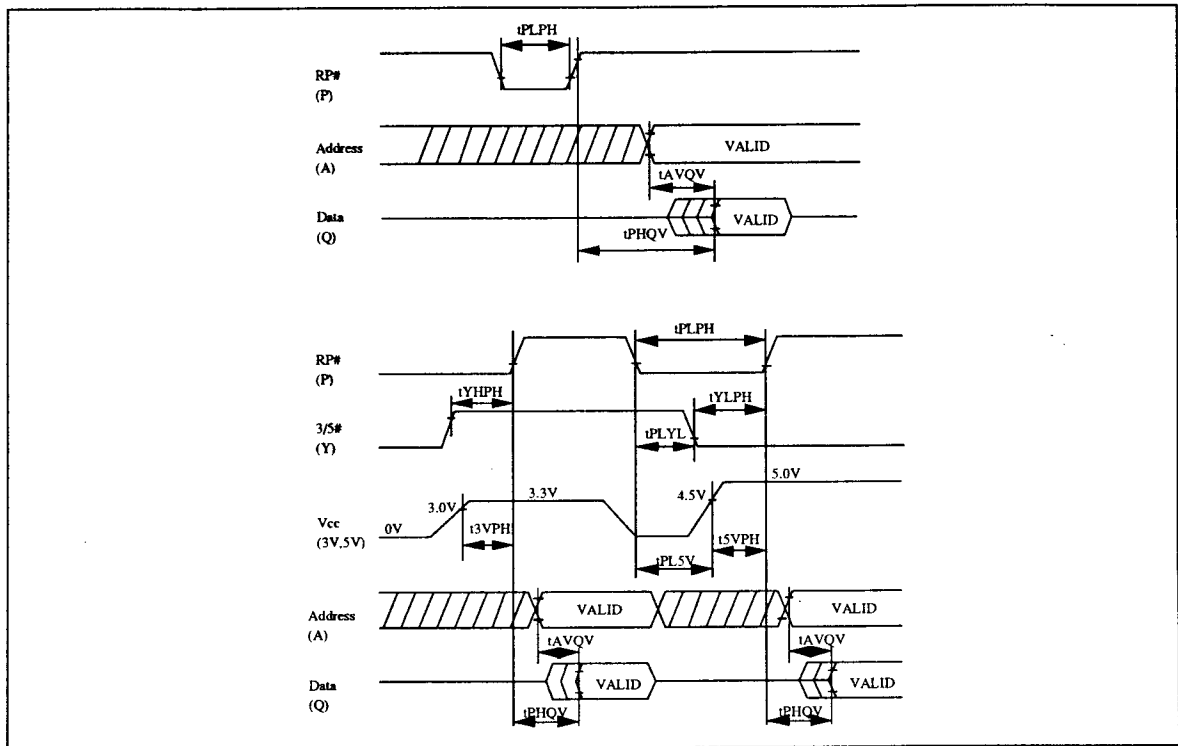 tPLPH
RP#
(P)
Address
(A)
VALID
tAVQV
Data
(Q)
VALID
tPHQV
tPLPH
RP#
(P)
tYHPH
tYLPH
3/5#
(Y)
tPLYL
5.0V
3.0V
3.3V
4.5V
Vcc
(3V,5V)
0V
t3VPH
t5VPH
tPL5V
Address
(A)
VALID
VALID
tAVQV
tAVQV
Data
(Q)
VALID
VALID
tPHQV
tPHQV